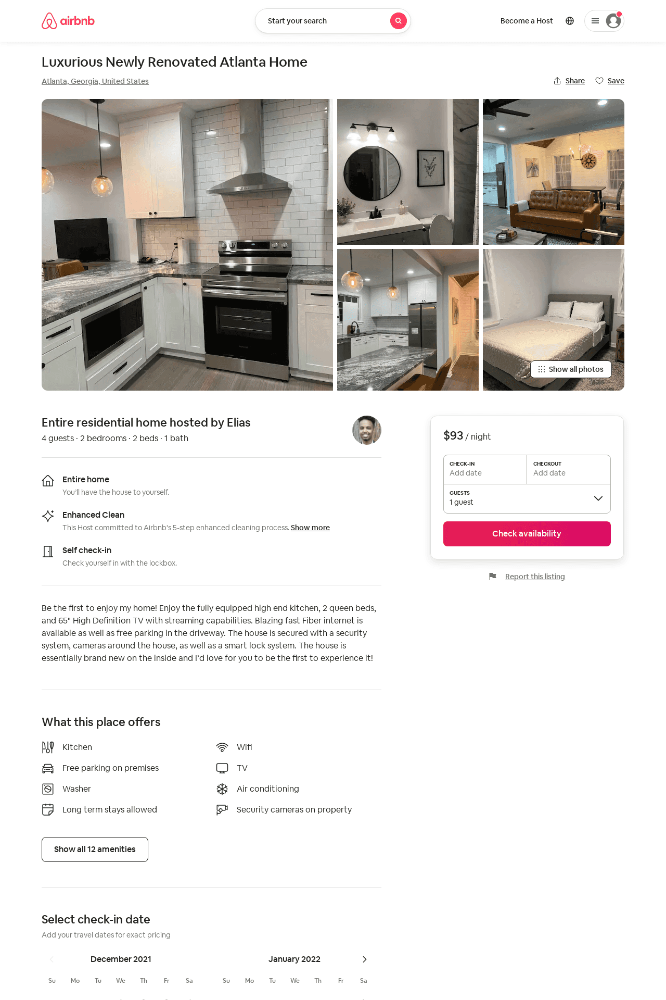 airbnb
Start your search
Become a Host
Luxurious Newly Renovated Atlanta Home
Atlanta, Georgia, United States
Share
Save
Show all photos
Entire residential home hosted by Elias
4 guests · 2 bedrooms · 2 beds · 1 bath
Entire home
You’ll have the house to yourself.
Enhanced Clean
This Host committed to Airbnb's 5-step enhanced cleaning process. Show more
Self check-in
Check yourself in with the lockbox.
$93 / night
CHECK-IN
Add date
CHECKOUT
Add date
GUESTS
1 guest
Check availability
Report this listing
Be the first to enjoy my home! Enjoy the fully equipped high end kitchen, 2 queen beds,
and 65" High Definition TV with streaming capabilities. Blazing fast Fiber internet is
available as well as free parking in the driveway. The house is secured with a security
system, cameras around the house, as well as a smart lock system. The house is
essentially brand new on the inside and I’d love for you to be the first to experience it!
What this place offers
Kitchen
Wifi
Free parking on premises
TV
Washer
Air conditioning
Long term stays allowed
Security cameras on property
Show all 12 amenities
Select check-in date
Add your travel dates for exact pricing
December 2021
January 2022
Su Mo Tu We Th Fr Sa
Su Mo Tu We Th Fr Sa